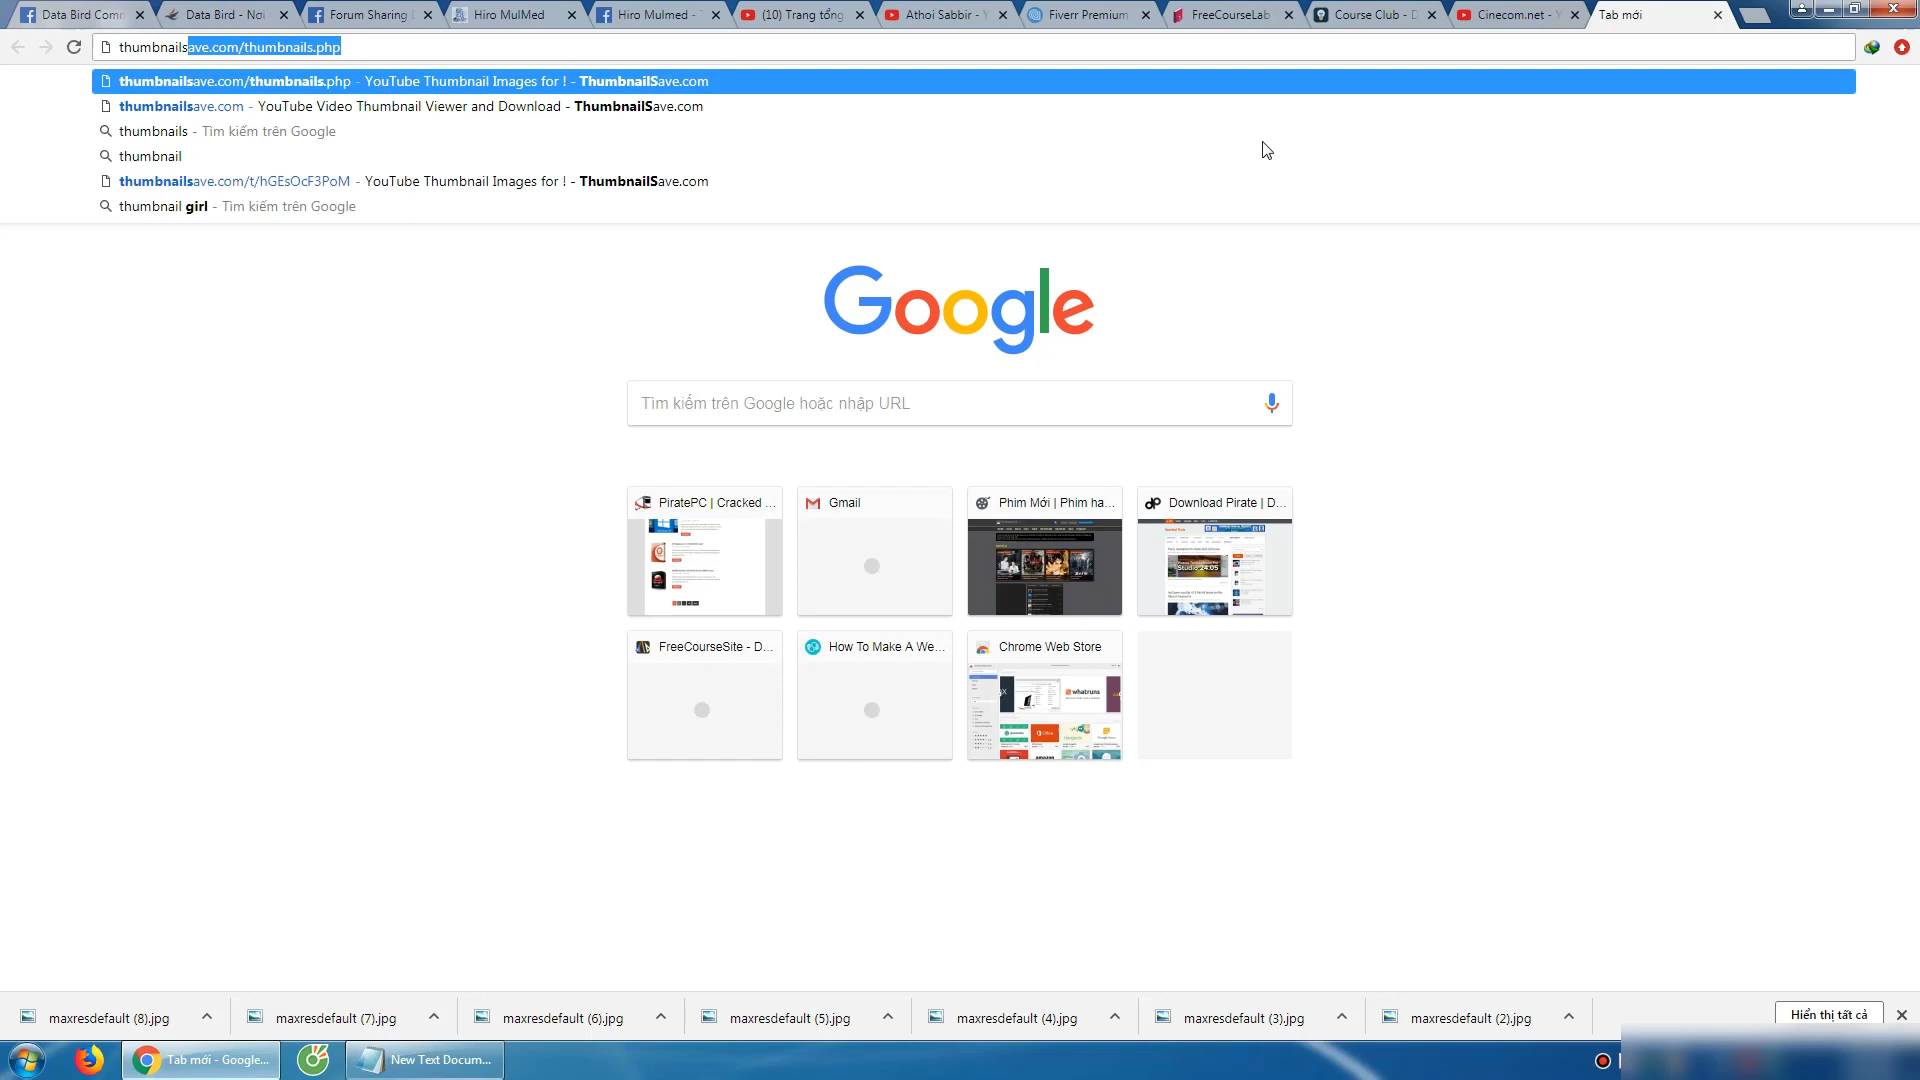 Data Bird Comn
Data Bird - Nơi
Forum Sharing
Hiro MulMed
Hiro Mulmed -
(10) Trang tổng
Athoi Sabbir - Y
Fiverr Premium
FreeCourseLab
Course Club - D
Cinecom.net - Y
Tab mới
thumbnailsave.com/thumbnails.php
thumbnailsave.com/thumbnails.php - YouTube Thumbnail Images for ! - ThumbnailSave.com
thumbnailsave.com - YouTube Video Thumbnail Viewer and Download - ThumbnailSave.com
thumbnails - Tìm kiếm trên Google
thumbnail
thumbnailsave.com/t/hGEsOcF3PoM - YouTube Thumbnail Images for ! - ThumbnailSave.com
thumbnail girl - Tìm kiếm trên Google
Google
Tìm kiếm trên Google hoặc nhập URL
PiratePC | Cracked ...
Gmail
Phim Mới | Phim ha...
Download Pirate | D...
FreeCourseSite - D...
How To Make A We...
Chrome Web Store
whatruns
Office
maxresdefault (8).jpg
maxresdefault (7).jpg
maxresdefault (6).jpg
maxresdefault (5).jpg
maxresdefault (4).jpg
maxresdefault (3).jpg
maxresdefault (2).jpg
Hiển thị tất cả
Tab mới - Google...
New Text Docum...